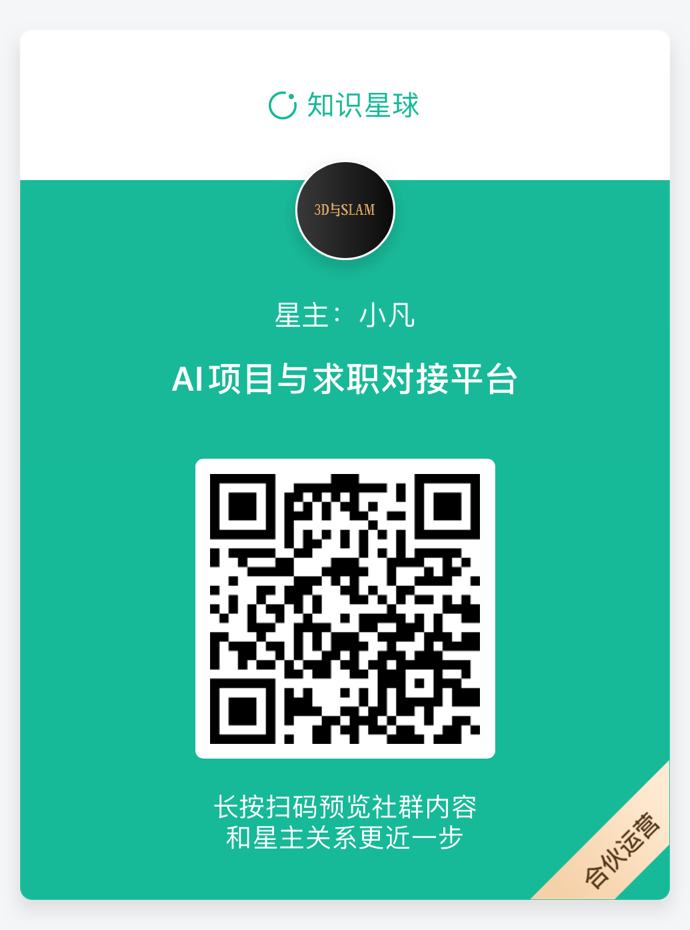 知识星球
3D与SLAM
星主：小凡
AI项目与求职对接平台
长按扫码预览社群内容
和星主关系更近一步
合伙运营